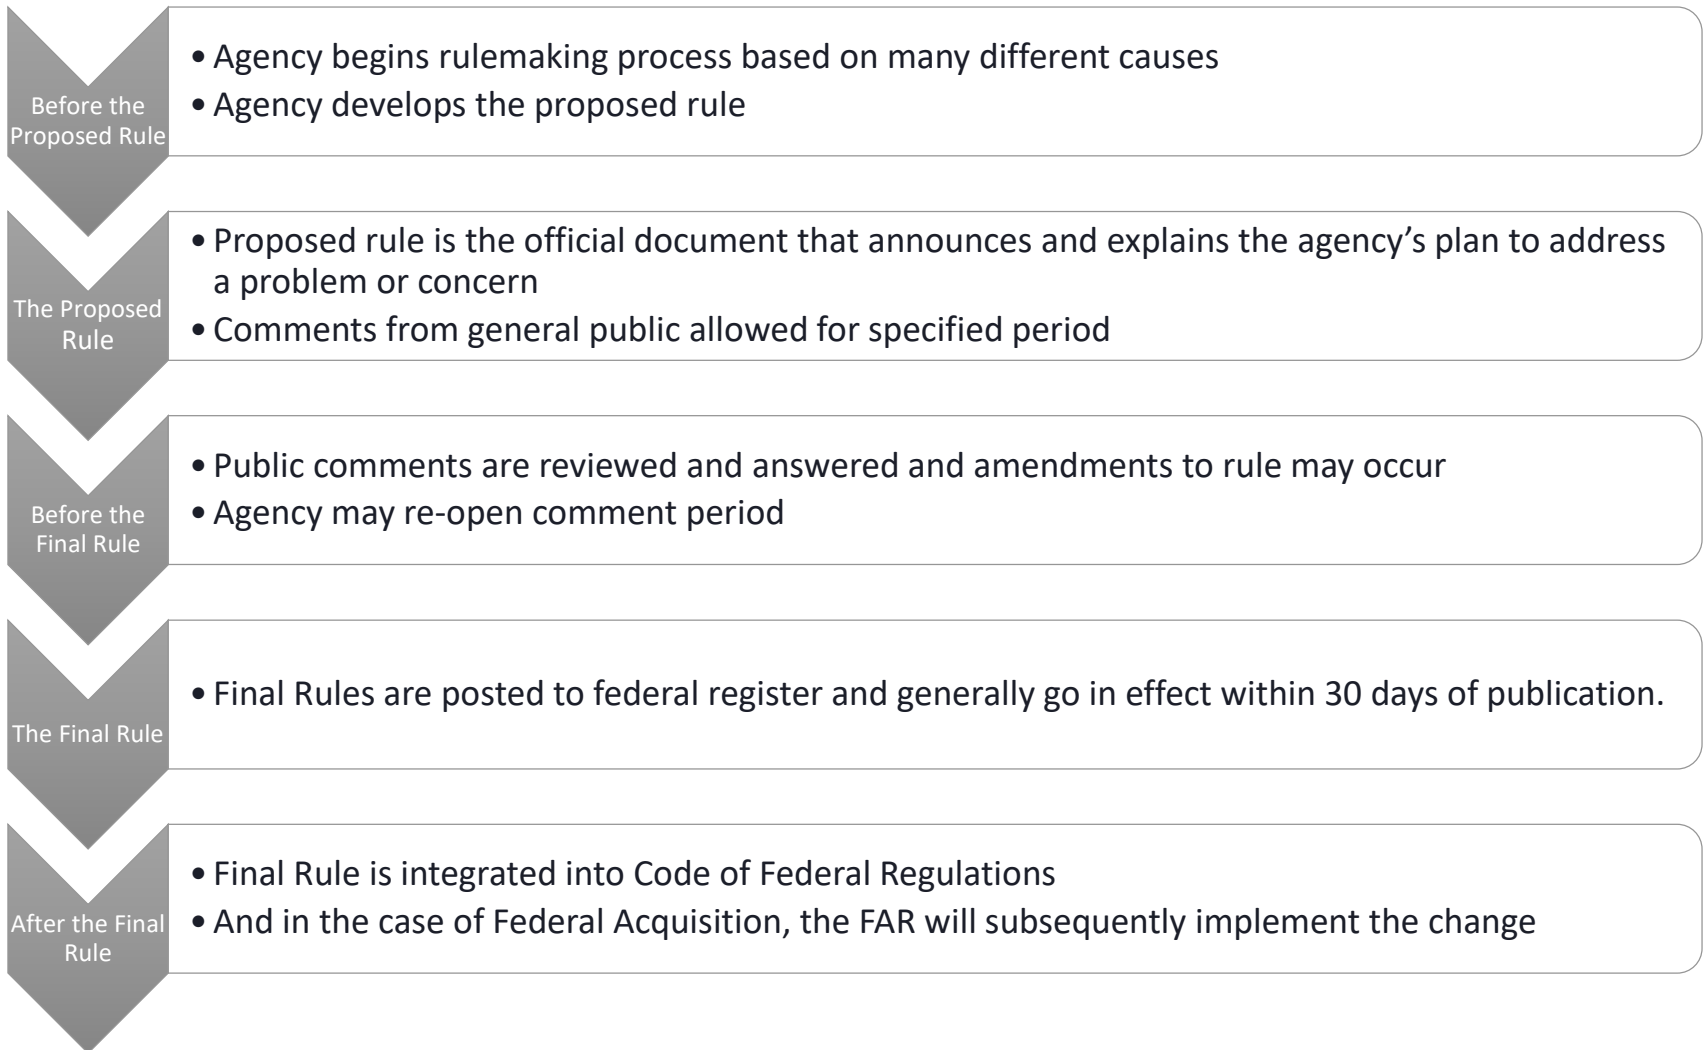 Before the
Proposed Rule
• Agency begins rulemaking process based on many different causes
• Agency develops the proposed rule
The Proposed
Rule
• Proposed rule is the official document that announces and explains the agency’s plan to address
a problem or concern
• Comments from general public allowed for specified period
Before the
Final Rule
• Public comments are reviewed and answered and amendments to rule may occur
• Agency may re-open comment period
The Final Rule
• Final Rules are posted to federal register and generally go in effect within 30 days of publication.
After the Final
Rule
• Final Rule is integrated into Code of Federal Regulations
• And in the case of Federal Acquisition, the FAR will subsequently implement the change